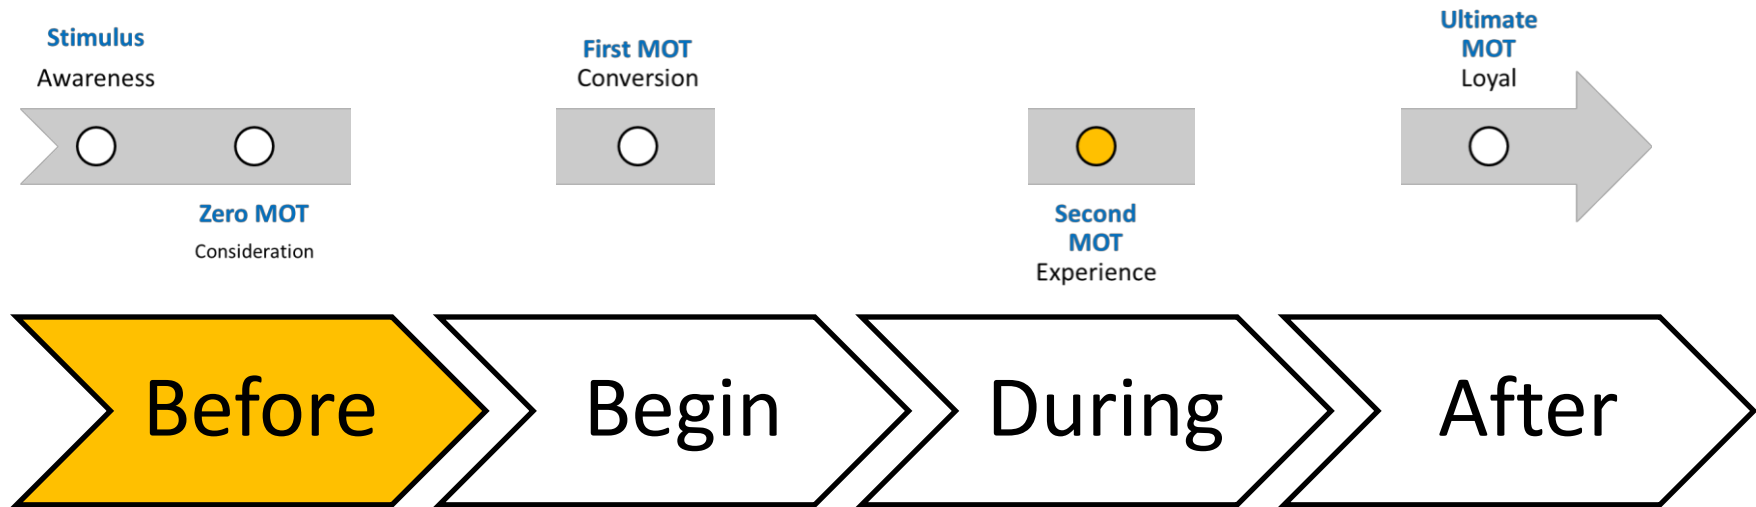 Stimulus
Awareness
Zero MOT
Consideration
First MOT
Conversion
Second
MOT
Experience
Ultimate
MOT
Loyal
Before
Begin
During
After